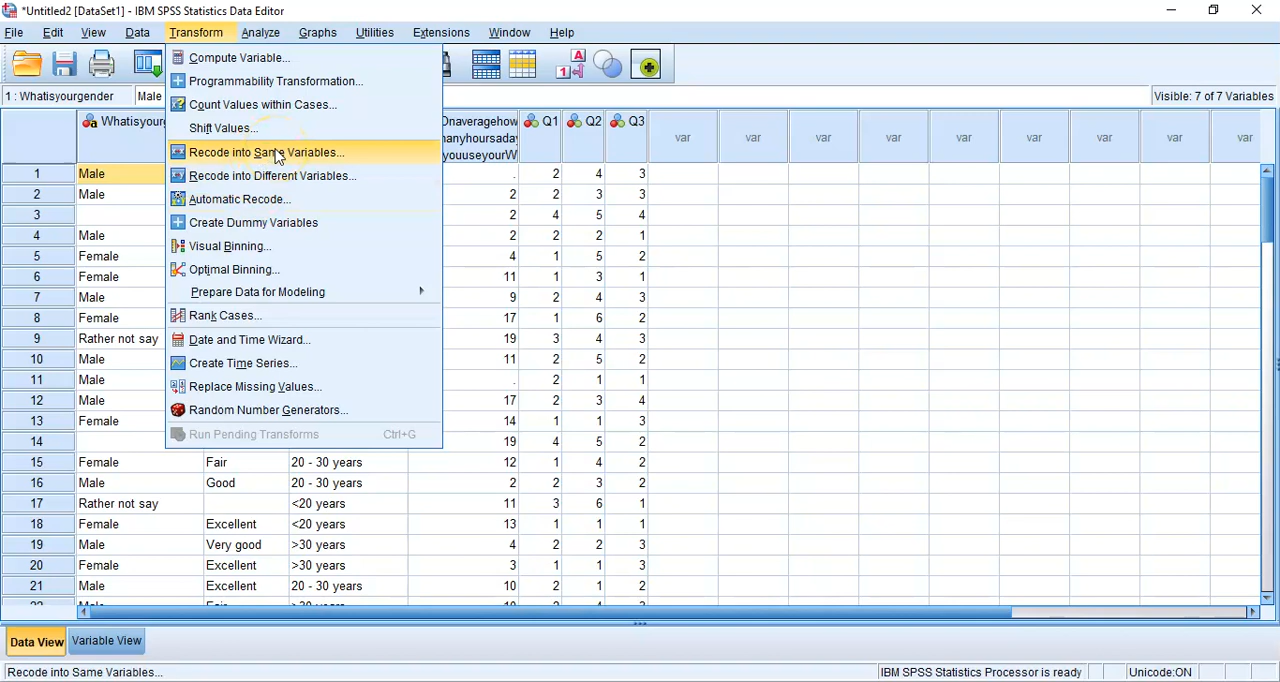 *Untitled2 [DataSet1] - IBM SPSS Statistics Data Editor
File Edit View Data Transform Analyze Graphs Utilities Extensions Window Help
1 : Whatisyourgender Male Visible: 7 of 7 Variables
Compute Variable...
Programmability Transformation...
Count Values within Cases...
Shift Values...
Recode into Same Variables...
Recode into Different Variables...
Automatic Recode...
Create Dummy Variables
Visual Binning...
Optimal Binning...
Prepare Data for Modeling
Rank Cases...
Date and Time Wizard...
Create Time Series...
Replace Missing Values...
Random Number Generators...
Run Pending Transforms Ctrl+G
Whatisyourg Onaveragehow Q1 Q2 Q3 var var var var var var var var var
manyhoursaday
youuseyourW
1 Male . 2 4 3
2 Male 2 2 3 3
3 2 4 5 4
4 Male 2 2 2 1
5 Female 4 1 5 2
6 Female 11 1 3 1
7 Male 9 2 4 3
8 Female 17 1 6 2
9 Rather not say 19 3 4 3
10 Male 11 2 5 2
11 Male . 2 1 1
12 Male 17 2 3 4
13 Female 14 1 1 3
14 19 4 5 2
15 Female Fair 20 - 30 years 12 1 4 2
16 Male Good 20 - 30 years 2 2 3 2
17 Rather not say <20 years 11 3 6 1
18 Female Excellent <20 years 13 1 1 1
19 Male Very good >30 years 4 2 2 3
20 Female Excellent >30 years 3 1 1 3
21 Male Excellent 20 - 30 years 10 2 1 2
Data View Variable View
Recode into Same Variables... IBM SPSS Statistics Processor is ready Unicode:ON